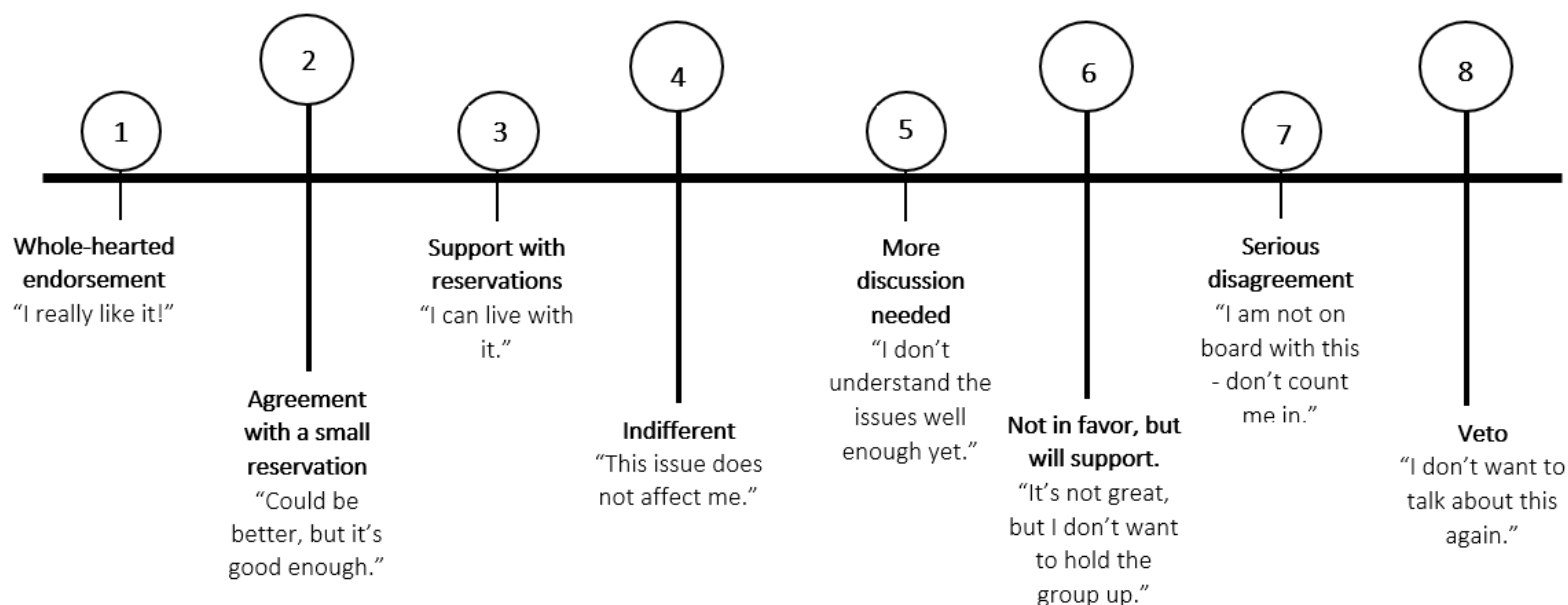 1
Whole-hearted
endorsement
“I really like it!”
2
Agreement
with a small
reservation
“Could be
better, but it’s
good enough.”
3
Support with
reservations
“I can live with
it.”
4
Indifferent
“This issue does
not affect me.”
5
More
discussion
needed
“I don’t
understand the
issues well
enough yet.”
6
Not in favor, but
will support.
“It’s not great,
but I don’t want
to hold the
group up.”
7
Serious
disagreement
“I am not on
board with this
- don’t count
me in.”
8
Veto
“I don’t want to
talk about this
again.”